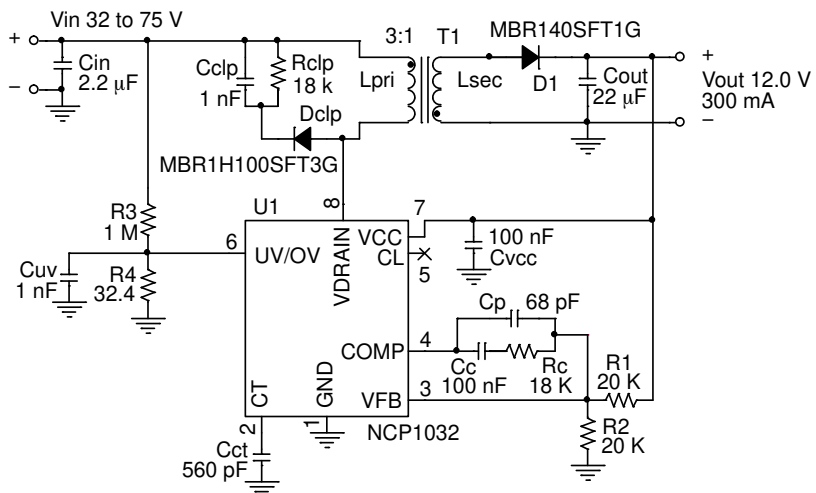 Vin 32 to 75 V
3:1 T1
MBR140SFT1G
+
Cin
2.2 μF
–
Cclp
1 nF
Rclp
18 k
Lpri
Lsec
D1
Cout
22 μF
+
Vout 12.0 V
300 mA
–
Dclp
MBR1H100SFT3G
R3
1 M
U1
8
7
6
UV/OV
VDRAIN
VCC
CL
5
100 nF
Cvcc
Cuv
1 nF
R4
32.4
Cp 68 pF
COMP
4
Cc
100 nF
Rc
18 K
R1
20 K
CT
GND
VFB
3
2
1
NCP1032
R2
20 K
Cct
560 pF